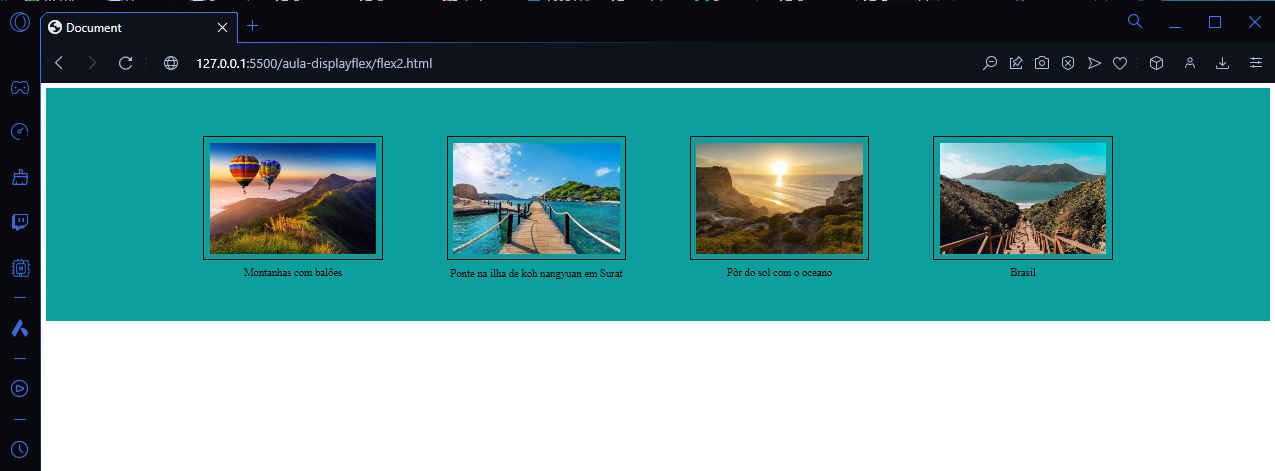 Document
127.0.0.1:5500/aula-displayflex/flex2.html
Montanhas com balões
Ponte na ilha de koh nangyuan em Surat
Pôr do sol com o oceano
Brasil